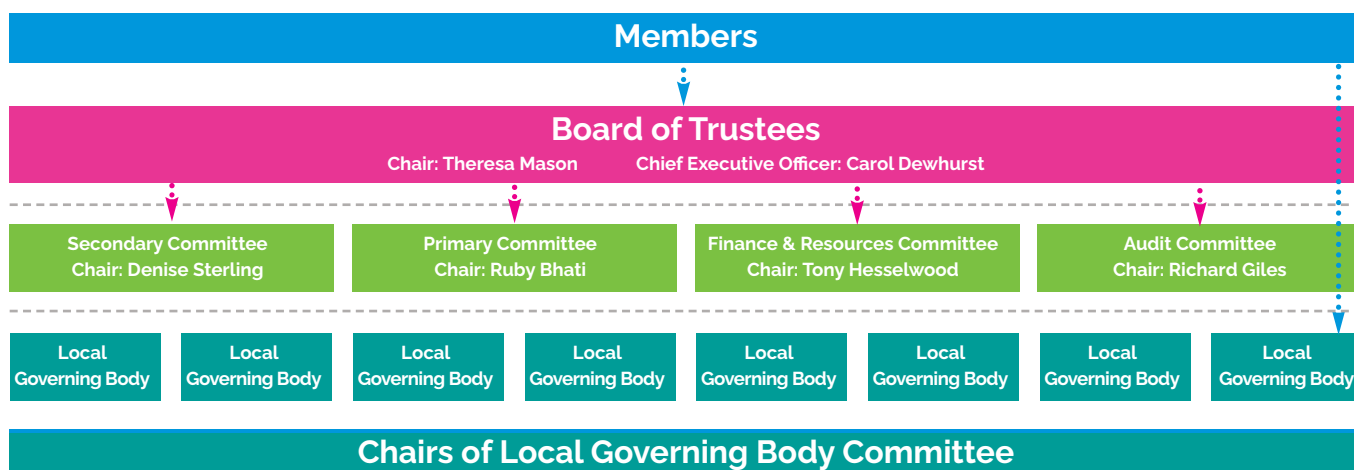 Members
Board of Trustees
Chair: Theresa Mason Chief Executive Officer: Carol Dewhurst
Secondary Committee
Chair: Denise Sterling
Primary Committee
Chair: Ruby Bhati
Finance & Resources Committee
Chair: Tony Hesselwood
Audit Committee
Chair: Richard Giles
Local
Governing Body
Local
Governing Body
Local
Governing Body
Local
Governing Body
Local
Governing Body
Local
Governing Body
Local
Governing Body
Local
Governing Body
Chairs of Local Governing Body Committee